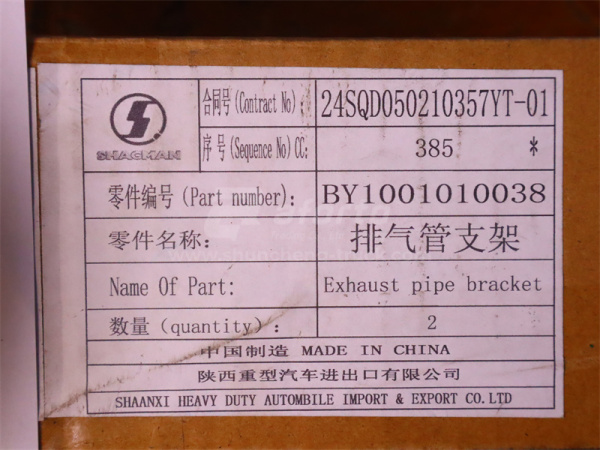 SHACMAN
合同号(Contract No): 24SQD050210357YT-01
序 号(Sequence No)CC: 385 *
零件编号(Part number): BY1001010038
零件名称: 排气管支架
Name Of Part: Exhaust pipe bracket
数量(quantity): 2
中国制造 MADE IN CHINA
陕西重型汽车进出口有限公司
SHAANXI HEAVY DUTY AUTOMBILE IMPORT & EXPORT CO.LTD